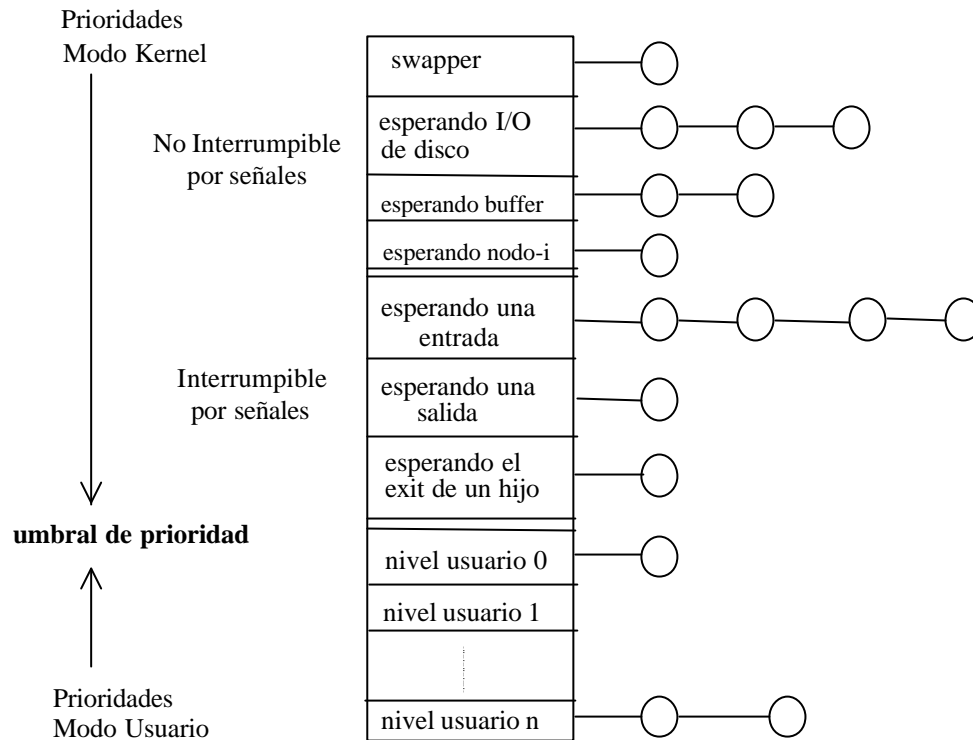 Prioridades
Modo Kernel
No Interrumpible
por señales
Interrumpible
por señales
umbral de prioridad
Prioridades
Modo Usuario
swapper
esperando I/O
de disco
esperando buffer
esperando nodo-i
esperando una
entrada
esperando una
salida
esperando el
exit de un hijo
nivel usuario 0
nivel usuario 1
nivel usuario n